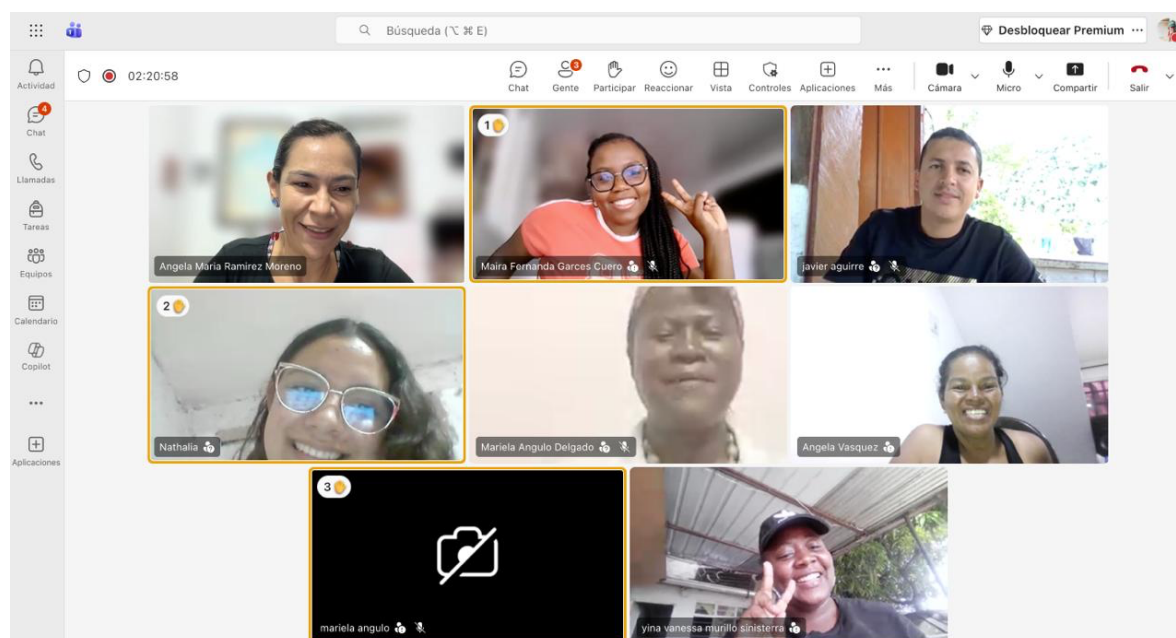 Búsqueda (⌥ ⌘ E)
Desbloquear Premium ···
Actividad
4
Chat
Llamadas
Tareas
Equipos
Calendario
Copilot
Aplicaciones
02:20:58
Chat
3
Gente
Participar
Reaccionar
Vista
Controles
Aplicaciones
Más
Cámara
Micro
Compartir
Salir
Angela Maria Ramirez Moreno
1
Maira Fernanda Garces Cuero
javier aguirre
2
Nathalia
Mariela Angulo Delgado
Angela Vasquez
3
mariela angulo
yina vanessa murillo sinisterra